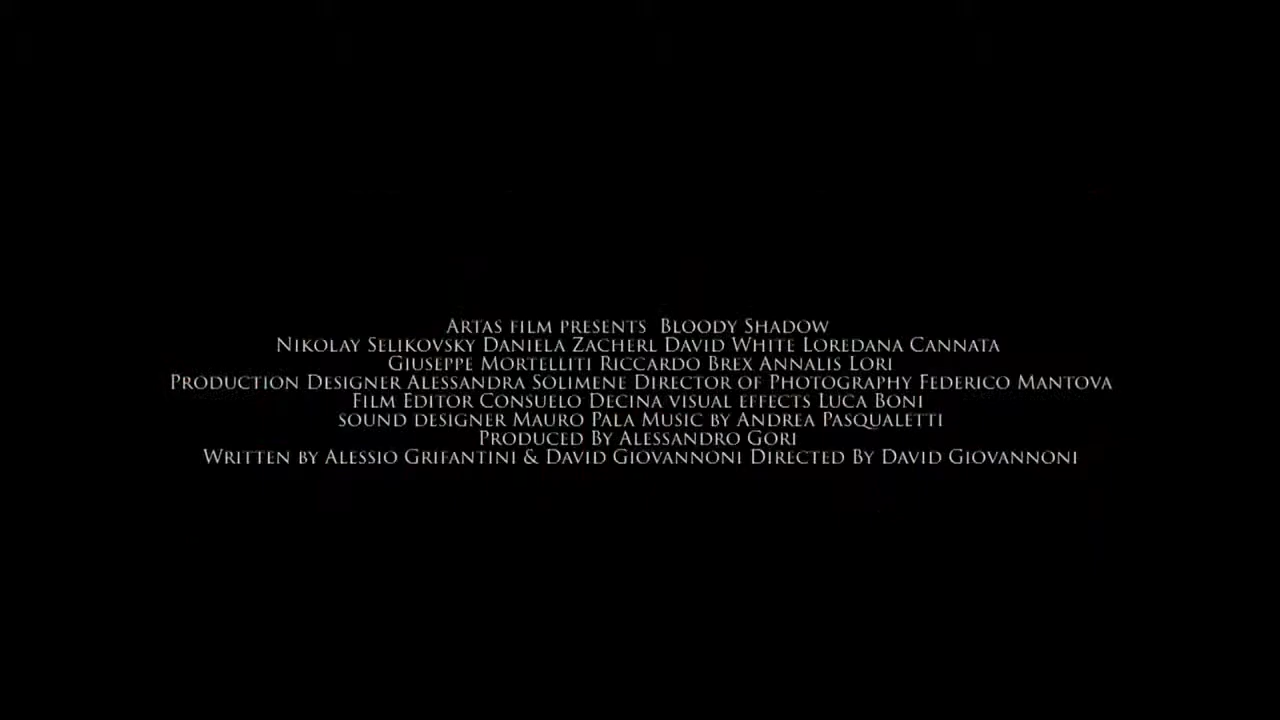 Artas film presents Bloody Shadow
Nikolay Selikovsky Daniela Zacherl David White Loredana Cannata
Giuseppe Mortelliti Riccardo Brex Annalis Lori
Production Designer Alessandra Solimene Director of Photography Federico Mantova
Film Editor Consuelo Decina visual effects Luca Boni
sound designer Mauro Pala Music by Andrea Pasqualetti
Produced By Alessandro Gori
Written by Alessio Grifantini & David Giovannoni Directed By David Giovannoni